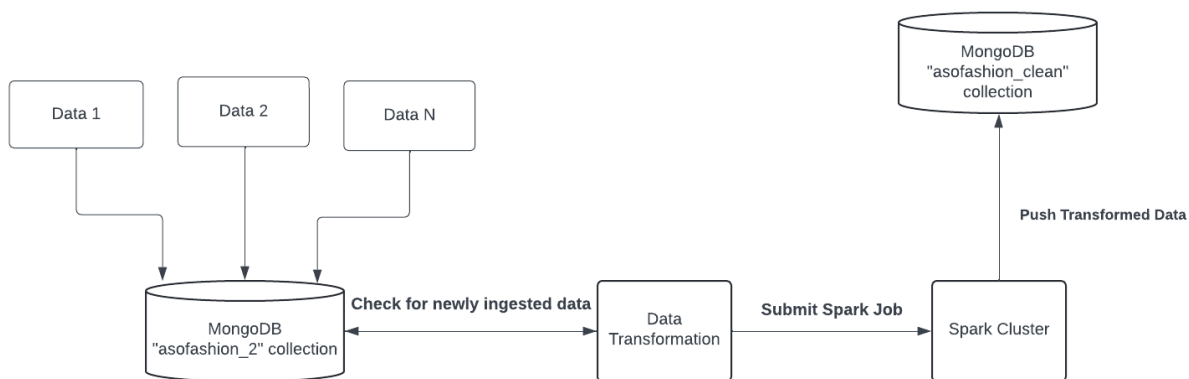 MongoDB
"asofashion_clean"
collection
Data 1
Data 2
Data N
Push Transformed Data
Check for newly ingested data
Submit Spark Job
MongoDB
"asofashion_2" collection
Data
Transformation
Spark Cluster